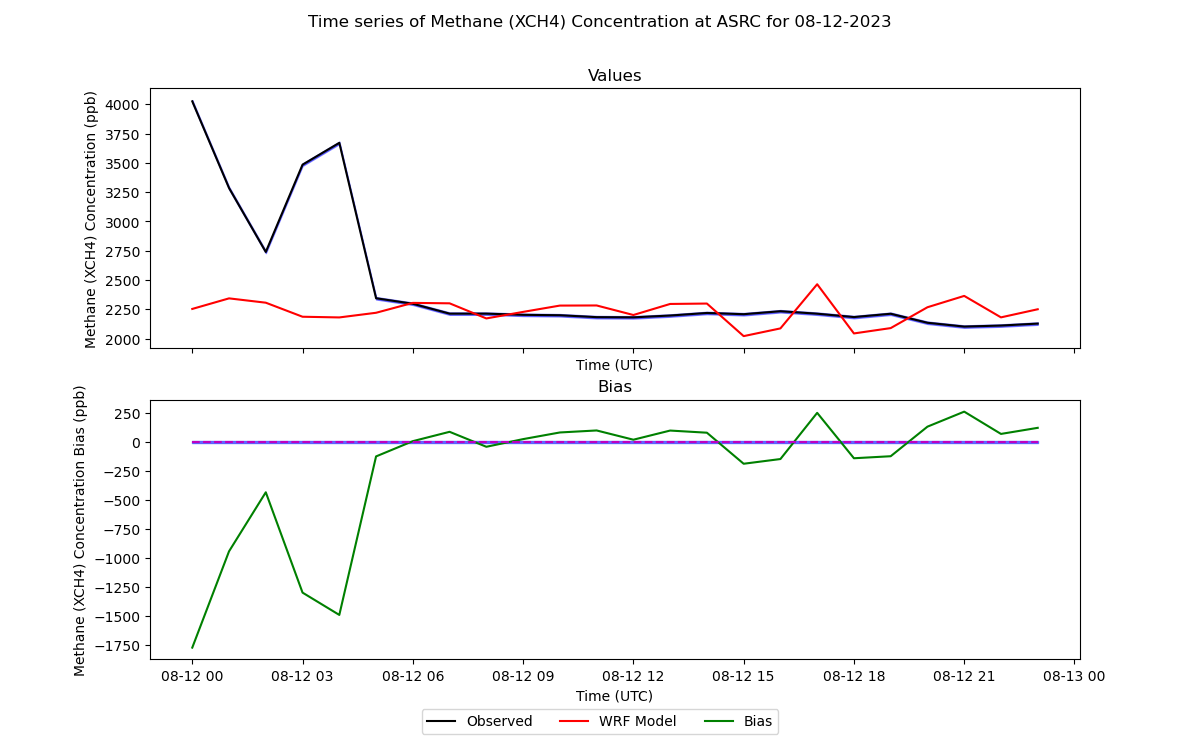 Time series of Methane (XCH4) Concentration at ASRC for 08-12-2023
Values
Methane (XCH4) Concentration (ppb)
4000
3750
3500
3250
3000
2750
2500
2250
2000
Time (UTC)
Bias
Methane (XCH4) Concentration Bias (ppb)
250
0
−250
−500
−750
−1000
−1250
−1500
−1750
08-12 00 08-12 03 08-12 06 08-12 09 08-12 12 08-12 15 08-12 18 08-12 21 08-13 00
Time (UTC)
Observed WRF Model Bias